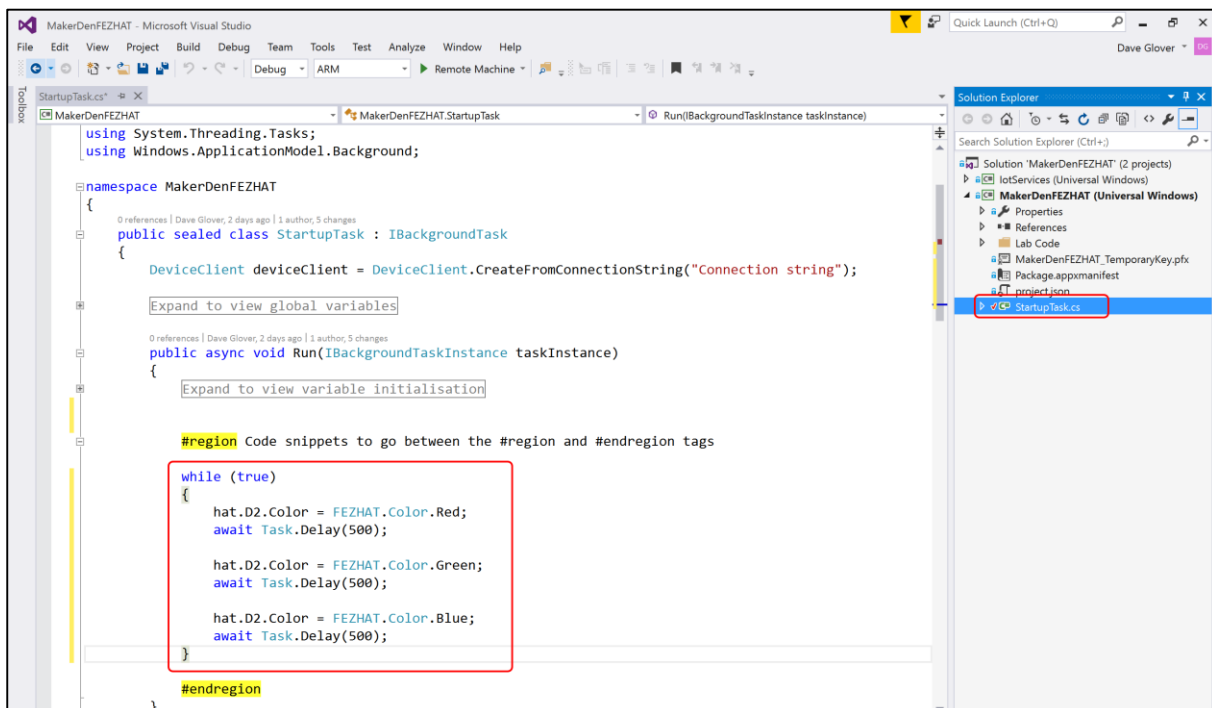 MakerDenFEZHAT - Microsoft Visual Studio
Quick Launch (Ctrl+Q)
File Edit View Project Build Debug Team Tools Test Analyze Window Help
Dave Glover DG
Debug ARM Remote Machine
Toolbox
StartupTask.cs*
MakerDenFEZHAT
MakerDenFEZHAT.StartupTask
Run(IBackgroundTaskInstance taskInstance)
using System.Threading.Tasks;
using Windows.ApplicationModel.Background;
namespace MakerDenFEZHAT
{
0 references | Dave Glover, 2 days ago | 1 author, 5 changes
public sealed class StartupTask : IBackgroundTask
{
DeviceClient deviceClient = DeviceClient.CreateFromConnectionString("Connection string");
Expand to view global variables
0 references | Dave Glover, 2 days ago | 1 author, 5 changes
public async void Run(IBackgroundTaskInstance taskInstance)
{
Expand to view variable initialisation
#region Code snippets to go between the #region and #endregion tags
while (true)
{
hat.D2.Color = FEZHAT.Color.Red;
await Task.Delay(500);
hat.D2.Color = FEZHAT.Color.Green;
await Task.Delay(500);
hat.D2.Color = FEZHAT.Color.Blue;
await Task.Delay(500);
}
#endregion
}
Solution Explorer
Search Solution Explorer (Ctrl+;)
Solution 'MakerDenFEZHAT' (2 projects)
IotServices (Universal Windows)
MakerDenFEZHAT (Universal Windows)
Properties
References
Lab Code
MakerDenFEZHAT_TemporaryKey.pfx
Package.appxmanifest
project.json
StartupTask.cs